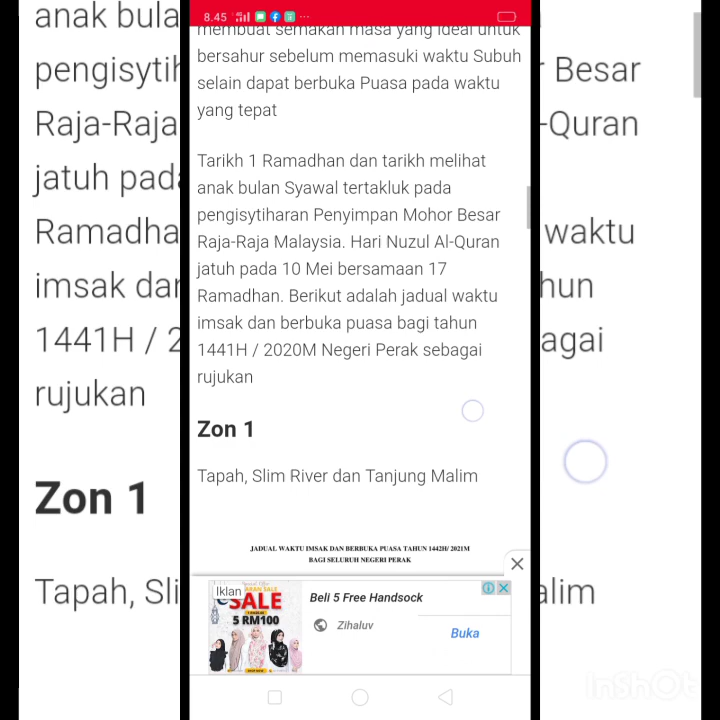 8.45
membuat semakan masa yang ideal untuk
bersahur sebelum memasuki waktu Subuh
selain dapat berbuka Puasa pada waktu
yang tepat
Tarikh 1 Ramadhan dan tarikh melihat
anak bulan Syawal tertakluk pada
pengisytiharan Penyimpan Mohor Besar
Raja-Raja Malaysia. Hari Nuzul Al-Quran
jatuh pada 10 Mei bersamaan 17
Ramadhan. Berikut adalah jadual waktu
imsak dan berbuka puasa bagi tahun
1441H / 2020M Negeri Perak sebagai
rujukan
Zon 1
Tapah, Slim River dan Tanjung Malim
JADUAL WAKTU IMSAK DAN BERBUKA PUASA TAHUN 1442H/ 2021M
BAGI SELURUH NEGERI PERAK
Iklan
SALE
5 RM100
Beli 5 Free Handsock
Zihaluv
Buka
anak bula
pengisytih
Raja-Raja
jatuh pada
Ramadha
imsak dar
1441H / 2
rujukan
Zon 1
Tapah, Sli
r Besar
-Quran
waktu
hun
agai
alim
InShOt